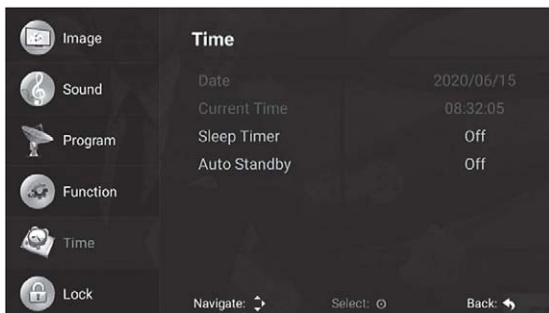 Image
Sound
Program
Function
Time
Lock
Time
Date 2020/06/15
Current Time 08:32:05
Sleep Timer Off
Auto Standby Off
Navigate: Select: Back: